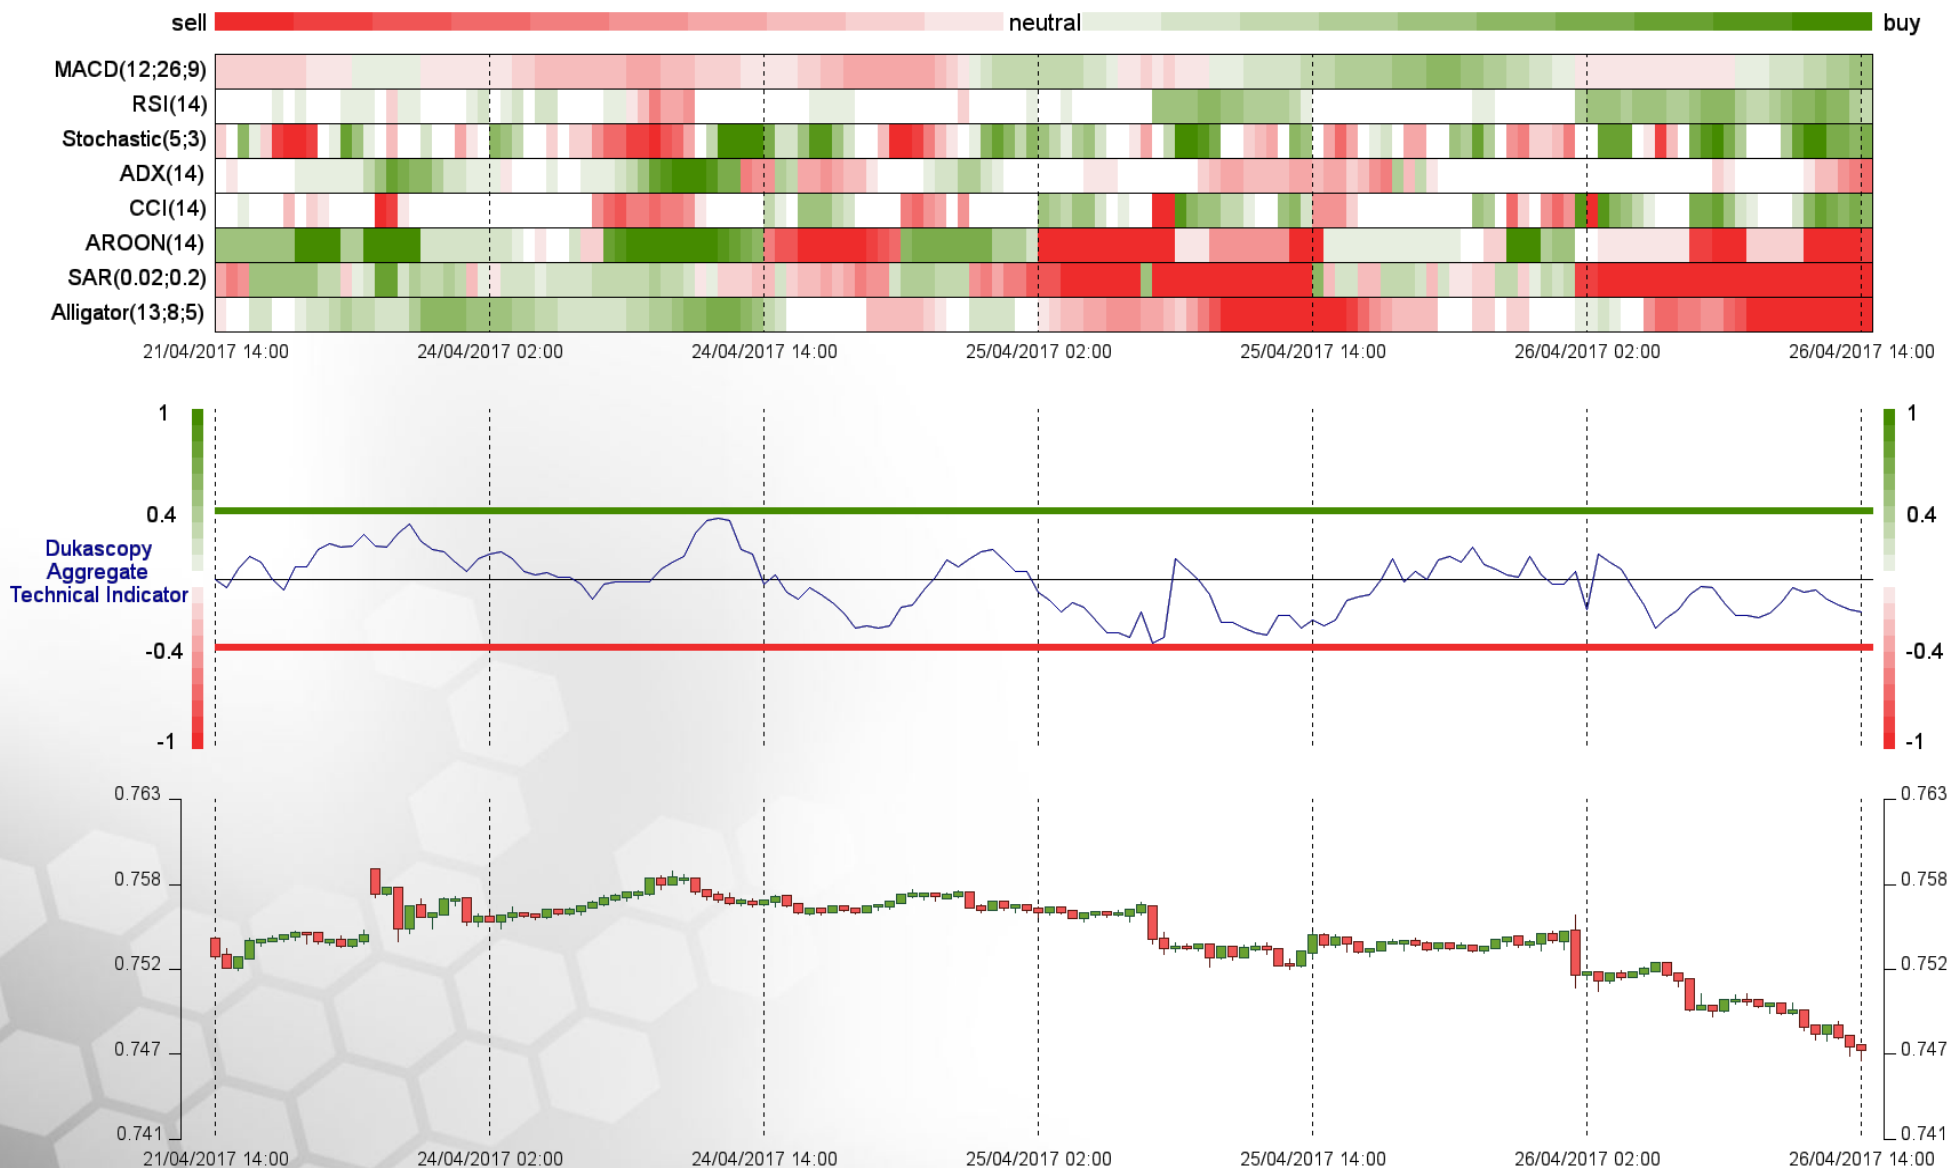 sell neutral buy
MACD(12;26;9)
RSI(14)
Stochastic(5;3)
ADX(14)
CCI(14)
AROON(14)
SAR(0.02;0.2)
Alligator(13;8;5)
21/04/2017 14:00 24/04/2017 02:00 24/04/2017 14:00 25/04/2017 02:00 25/04/2017 14:00 26/04/2017 02:00 26/04/2017 14:00
1 1
0.4 0.4
Dukascopy
Aggregate
Technical Indicator
-0.4 -0.4
-1 -1
0.763 0.763
0.758 0.758
0.752 0.752
0.747 0.747
0.741 0.741
21/04/2017 14:00 24/04/2017 02:00 24/04/2017 14:00 25/04/2017 02:00 25/04/2017 14:00 26/04/2017 02:00 26/04/2017 14:00